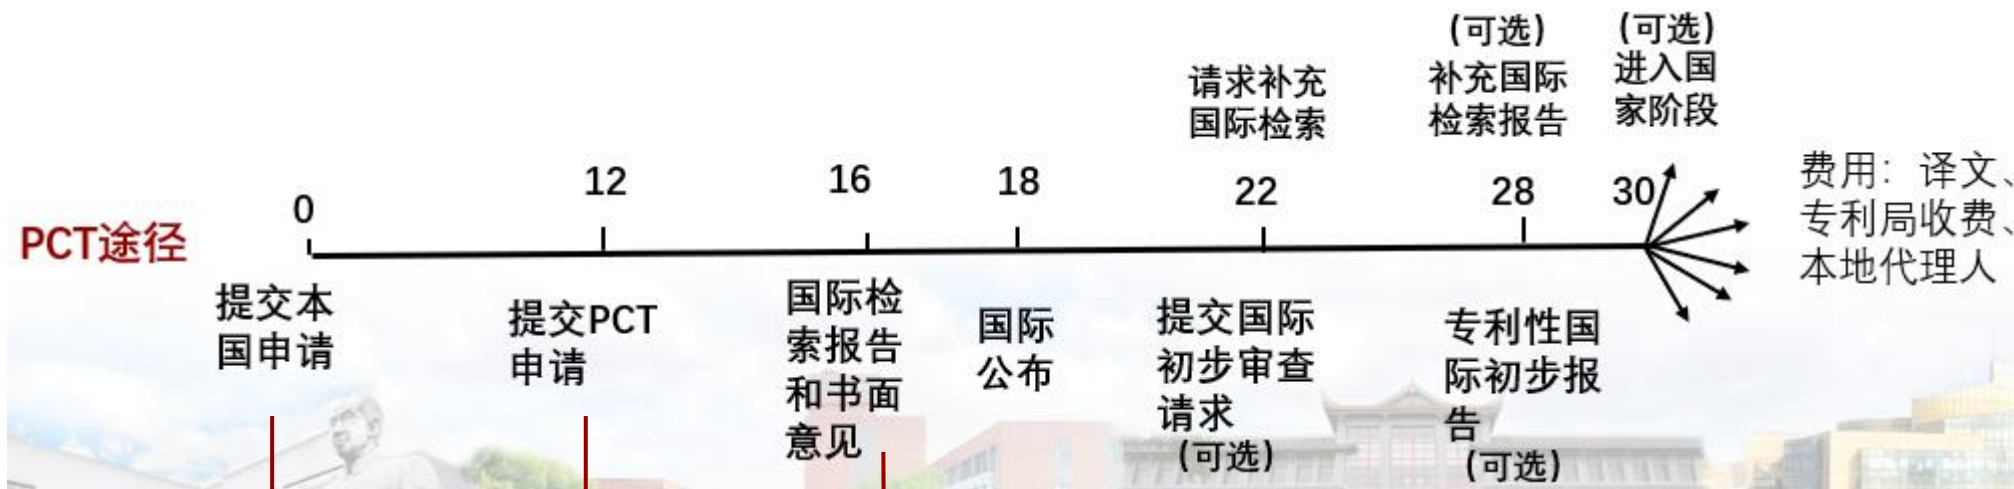 (可选)
(可选)
请求补充
国际检索
补充国际
检索报告
进入国
家阶段
0
12
16
18
22
28
30
费用：译文、
专利局收费、
本地代理人
PCT途径
提交本
国申请
提交PCT
申请
国际检
索报告
和书面
意见
国际
公布
提交国际
初步审查
请求
(可选)
专利性国
际初步报
告
(可选)